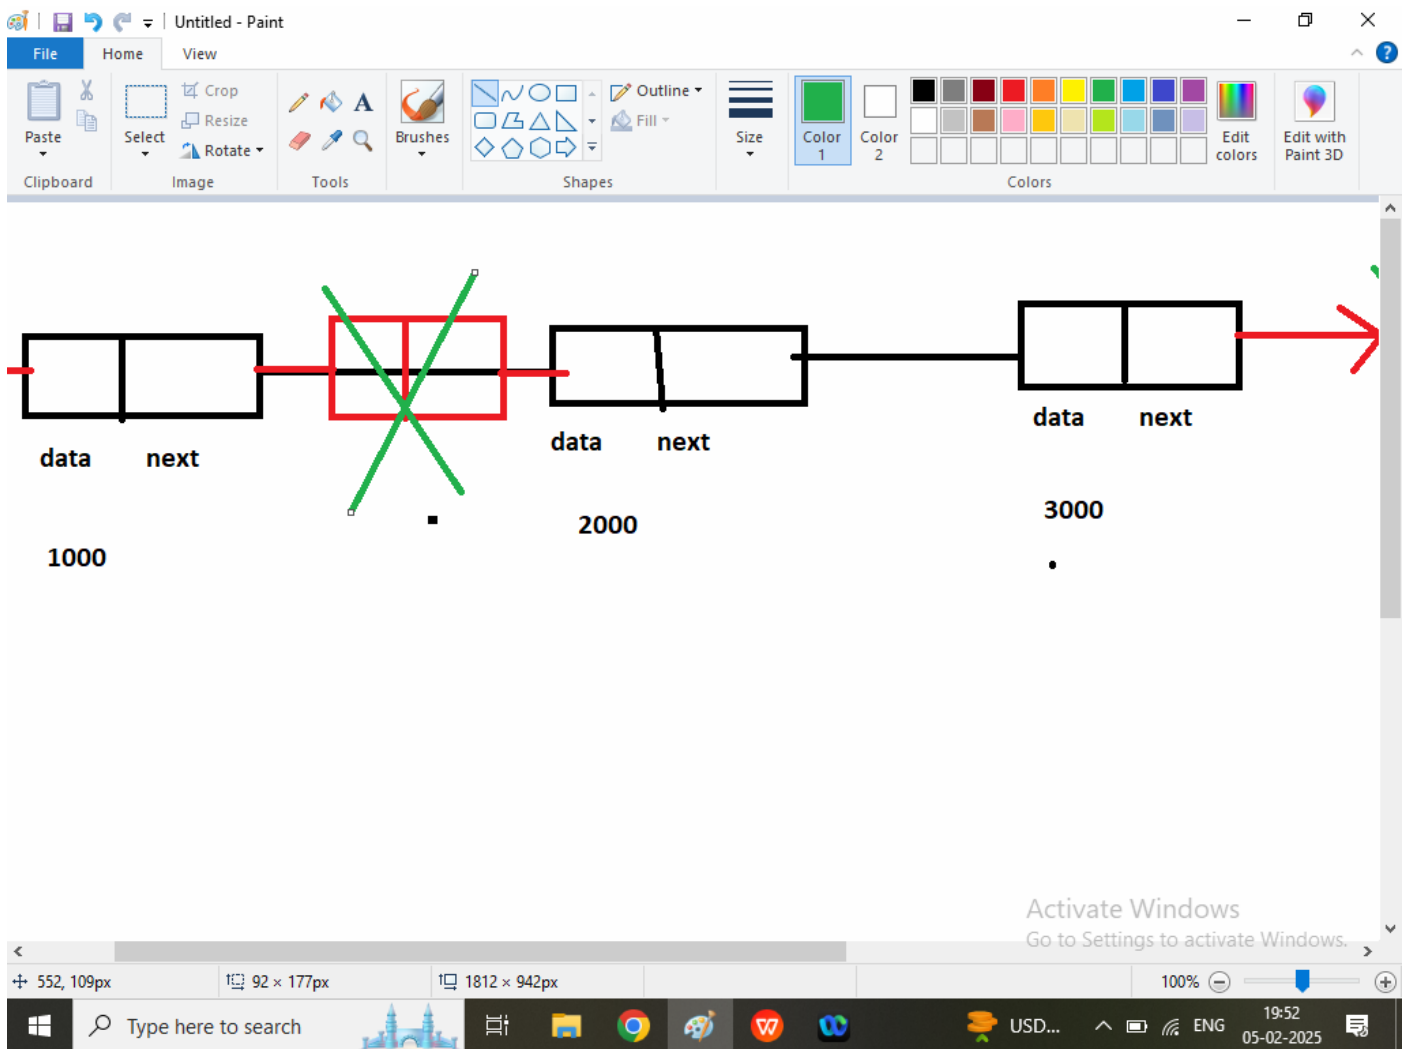 Untitled - Paint
File Home View
Paste
Clipboard
Select
Crop
Resize
Rotate
Image
Tools
A
Brushes
Shapes
Outline
Fill
Size
Color 1
Color 2
Colors
Edit colors
Edit with Paint 3D
?
data next
1000
data next
2000
data next
3000
Activate Windows
Go to Settings to activate Windows.
552, 109px
92 × 177px
1812 × 942px
100%
Type here to search
USD...
ENG
19:52
05-02-2025